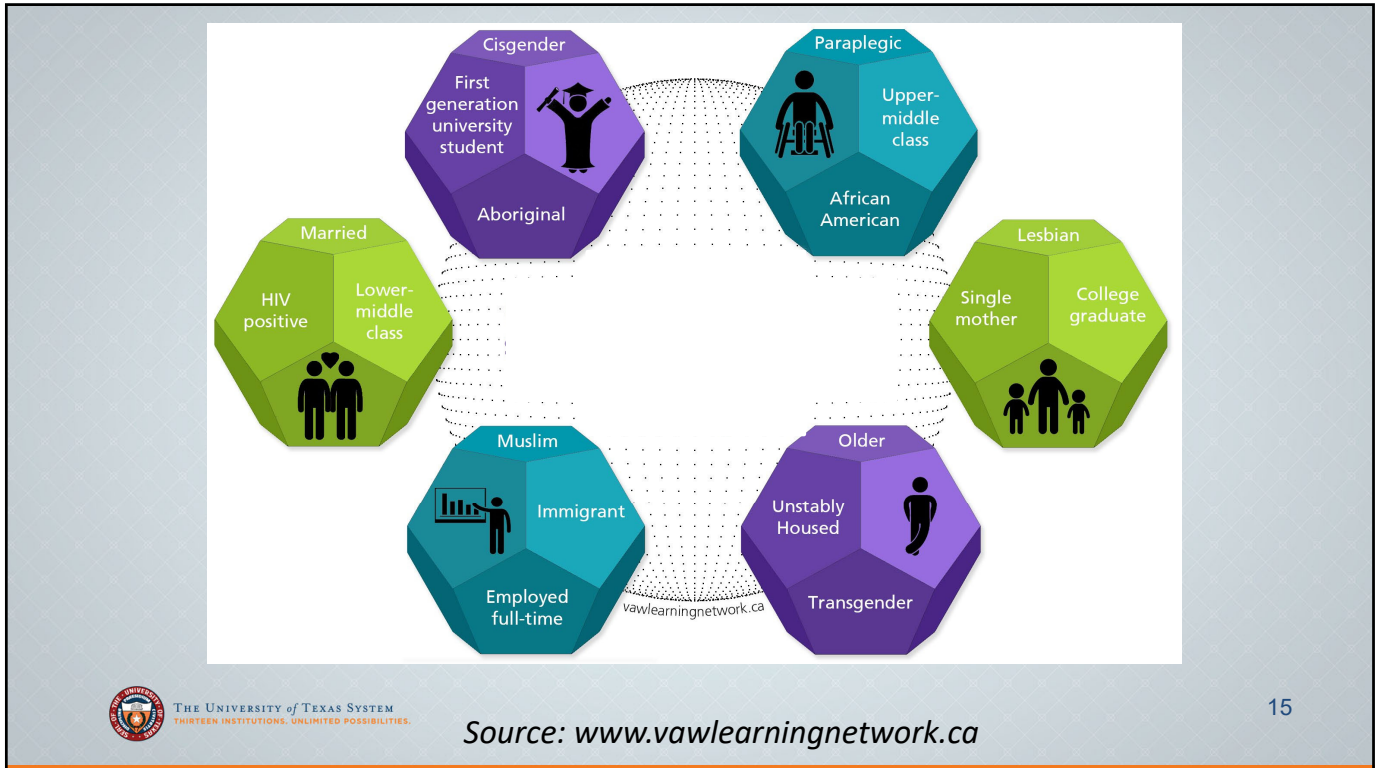 Cisgender
First
generation
university
student
Aboriginal
Paraplegic
Upper-
middle
class
African
American
Married
HIV
positive
Lower-
middle
class
Lesbian
Single
mother
College
graduate
Muslim
Immigrant
Employed
full-time
Older
Unstably
Housed
Transgender
vawlearningnetwork.ca
THE UNIVERSITY of TEXAS SYSTEM
THIRTEEN INSTITUTIONS. UNLIMITED POSSIBILITIES.
Source: www.vawlearningnetwork.ca
15